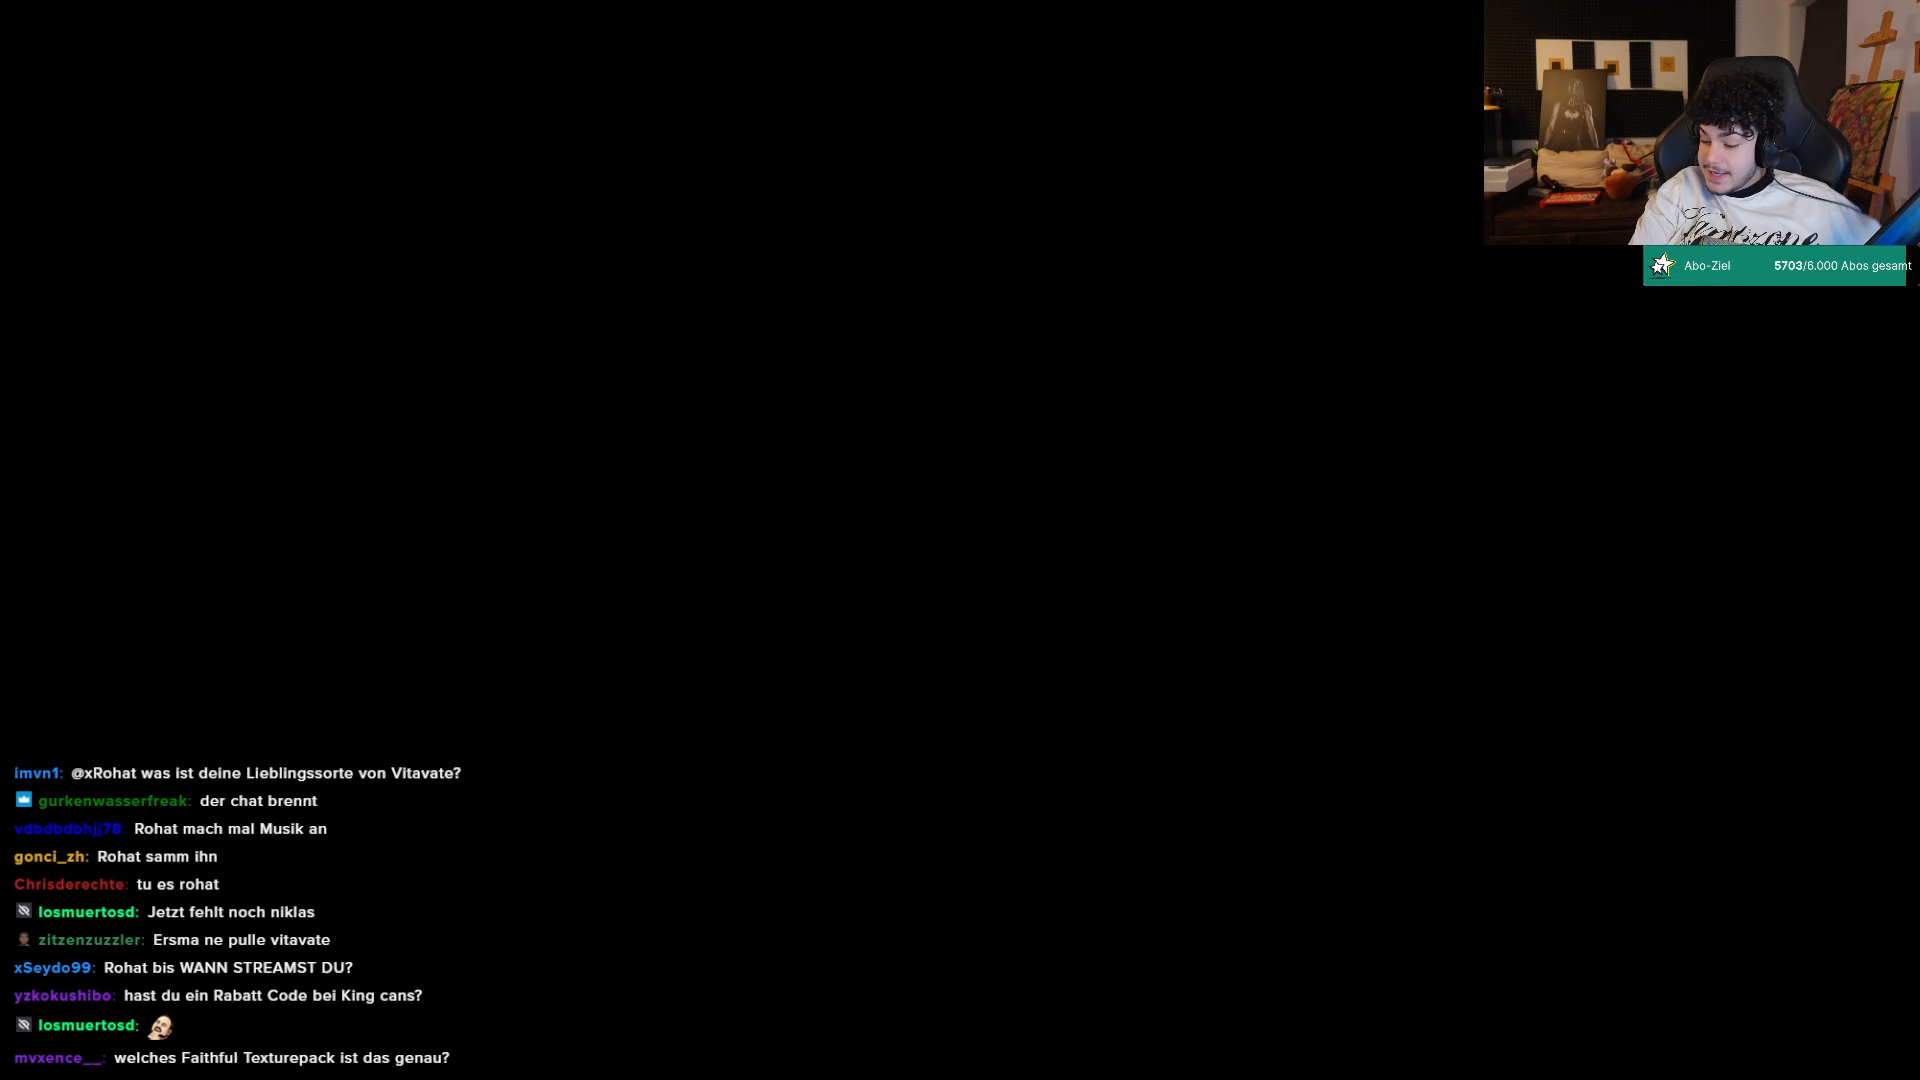 Abo-Ziel 5703/6.000 Abos gesamt
imvn1: @xRohat was ist deine Lieblingssorte von Vitavate?
gurkenwasserfreak: der chat brennt
vdbdbdbhjj78: Rohat mach mal Musik an
gonci_zh: Rohat samm ihn
Chrisderechte: tu es rohat
losmuertosd: Jetzt fehlt noch niklas
zitzenzuzzler: Ersma ne pulle vitavate
xSeydo99: Rohat bis WANN STREAMST DU?
yzkokushibo: hast du ein Rabatt Code bei King cans?
losmuertosd:
mvxence__: welches Faithful Texturepack ist das genau?